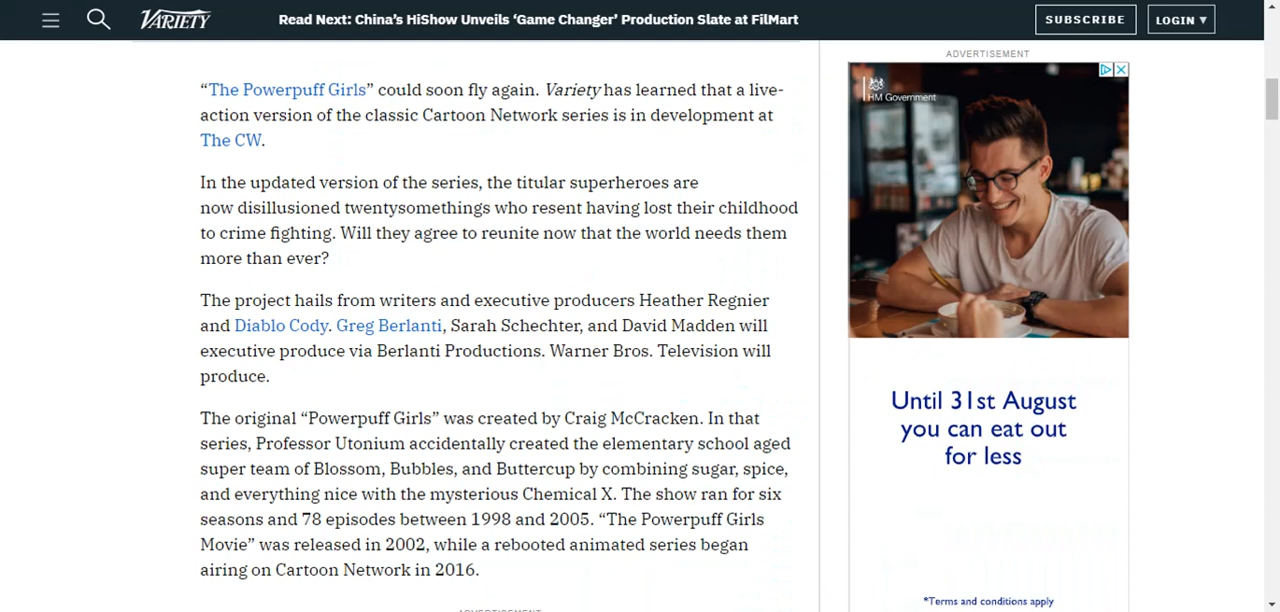 VARIETY
Read Next: China’s HiShow Unveils ‘Game Changer’ Production Slate at FilMart
SUBSCRIBE
LOGIN ▾
“The Powerpuff Girls” could soon fly again. Variety has learned that a live-
action version of the classic Cartoon Network series is in development at
The CW.
In the updated version of the series, the titular superheroes are
now disillusioned twentysomethings who resent having lost their childhood
to crime fighting. Will they agree to reunite now that the world needs them
more than ever?
The project hails from writers and executive producers Heather Regnier
and Diablo Cody. Greg Berlanti, Sarah Schechter, and David Madden will
executive produce via Berlanti Productions. Warner Bros. Television will
produce.
The original “Powerpuff Girls” was created by Craig McCracken. In that
series, Professor Utonium accidentally created the elementary school aged
super team of Blossom, Bubbles, and Buttercup by combining sugar, spice,
and everything nice with the mysterious Chemical X. The show ran for six
seasons and 78 episodes between 1998 and 2005. “The Powerpuff Girls
Movie” was released in 2002, while a rebooted animated series began
airing on Cartoon Network in 2016.
ADVERTISEMENT
ADVERTISEMENT
HM Government
Until 31st August
you can eat out
for less
*Terms and conditions apply